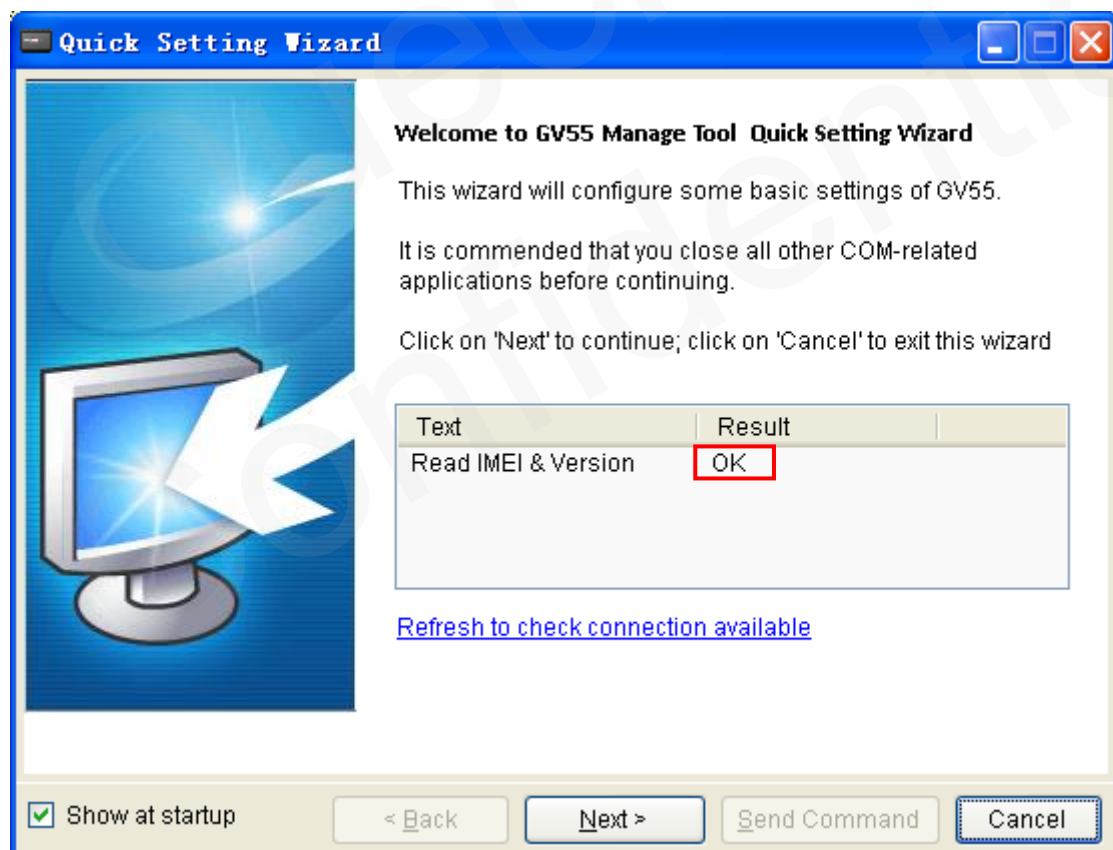 Quick Setting Wizard
Welcome to GV55 Manage Tool Quick Setting Wizard
This wizard will configure some basic settings of GV55.
It is commended that you close all other COM-related
applications before continuing.
Click on 'Next' to continue; click on 'Cancel' to exit this wizard
Text Result
Read IMEI & Version OK
Refresh to check connection available
Show at startup < Back Next > Send Command Cancel